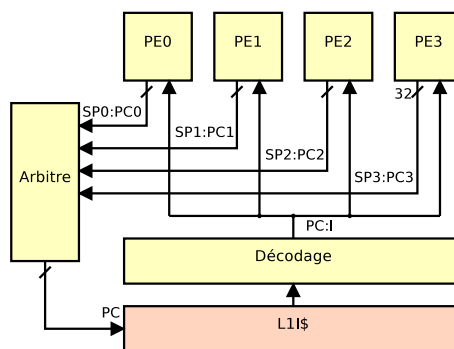 PE0
PE1
PE2
PE3
32
SP0:PC0
SP1:PC1
SP2:PC2
SP3:PC3
Arbitre
PC:I
Décodage
PC
L1I$